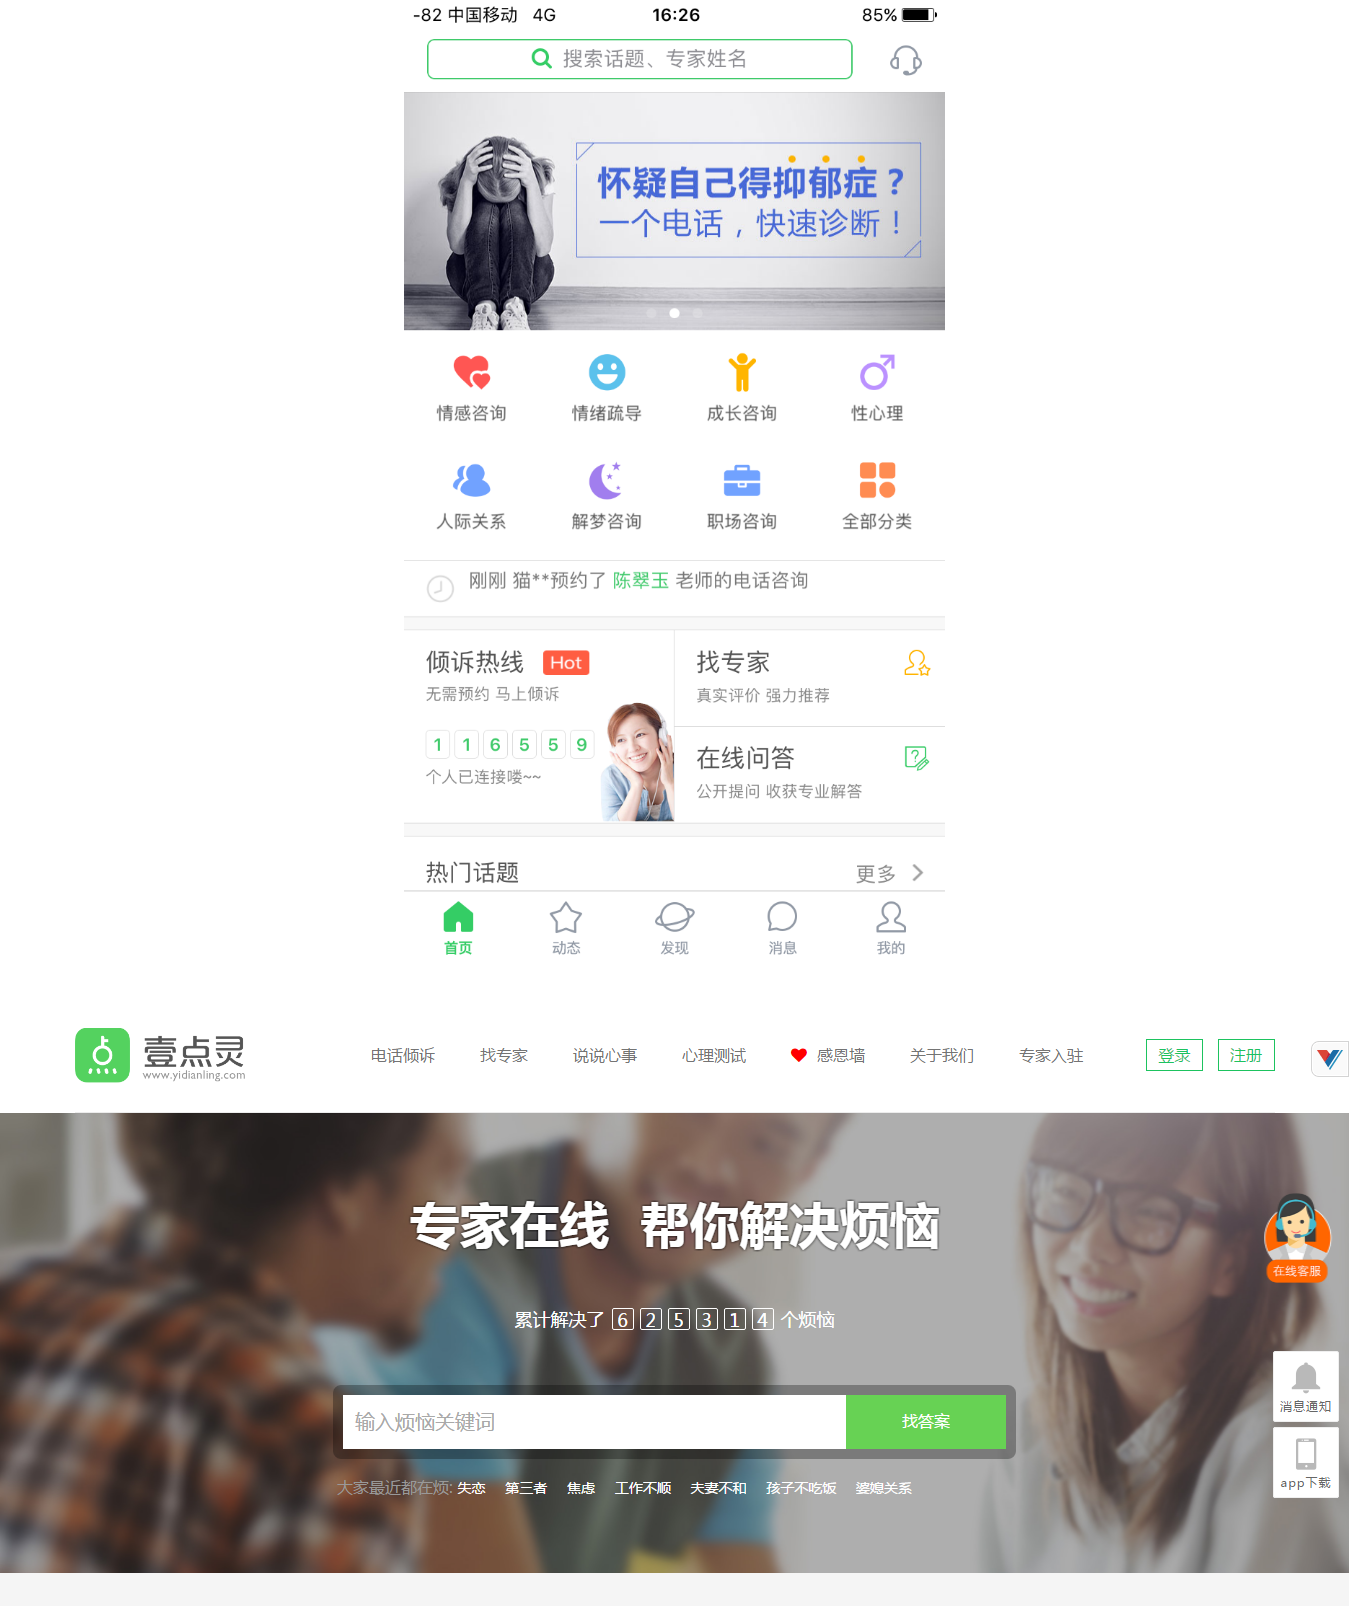 -82 中国移动 4G 16:26 85%
搜索话题、专家姓名
怀疑自己得抑郁症？
一个电话，快速诊断！
情感咨询 情绪疏导 成长咨询 性心理
人际关系 解梦咨询 职场咨询 全部分类
刚刚 猫**预约了 陈翠玉 老师的电话咨询
倾诉热线 Hot
无需预约 马上倾诉
1 1 6 5 5 9
个人已连接喽~~
找专家
真实评价 强力推荐
在线问答
公开提问 收获专业解答
热门话题 更多
首页 动态 发现 消息 我的
壹点灵
www.yidianling.com
电话倾诉 找专家 说说心事 心理测试 感恩墙 关于我们 专家入驻 登录 注册
专家在线 帮你解决烦恼
在线客服
累计解决了 6 2 5 3 1 4 个烦恼
消息通知
输入烦恼关键词 找答案
app下载
大家最近都在烦: 失恋 第三者 焦虑 工作不顺 夫妻不和 孩子不吃饭 婆媳关系